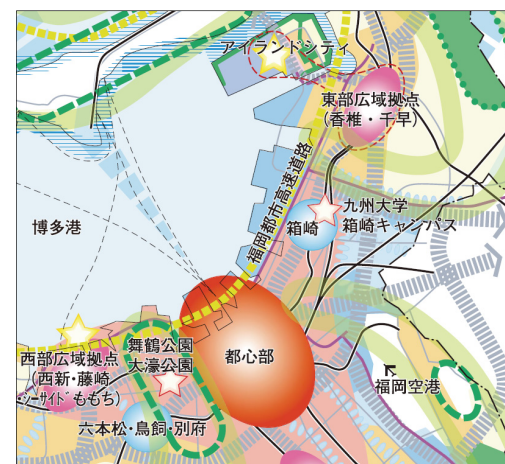 アイランドシティ
東部広域拠点
(香椎・千早)
福岡都市高速道路
九州大学
箱崎キャンパス
箱崎
博多港
舞鶴公園
大濠公園
都心部
西部広域拠点
(西新・藤崎
シーサイドももち)
福岡空港
六本松・鳥飼・別府